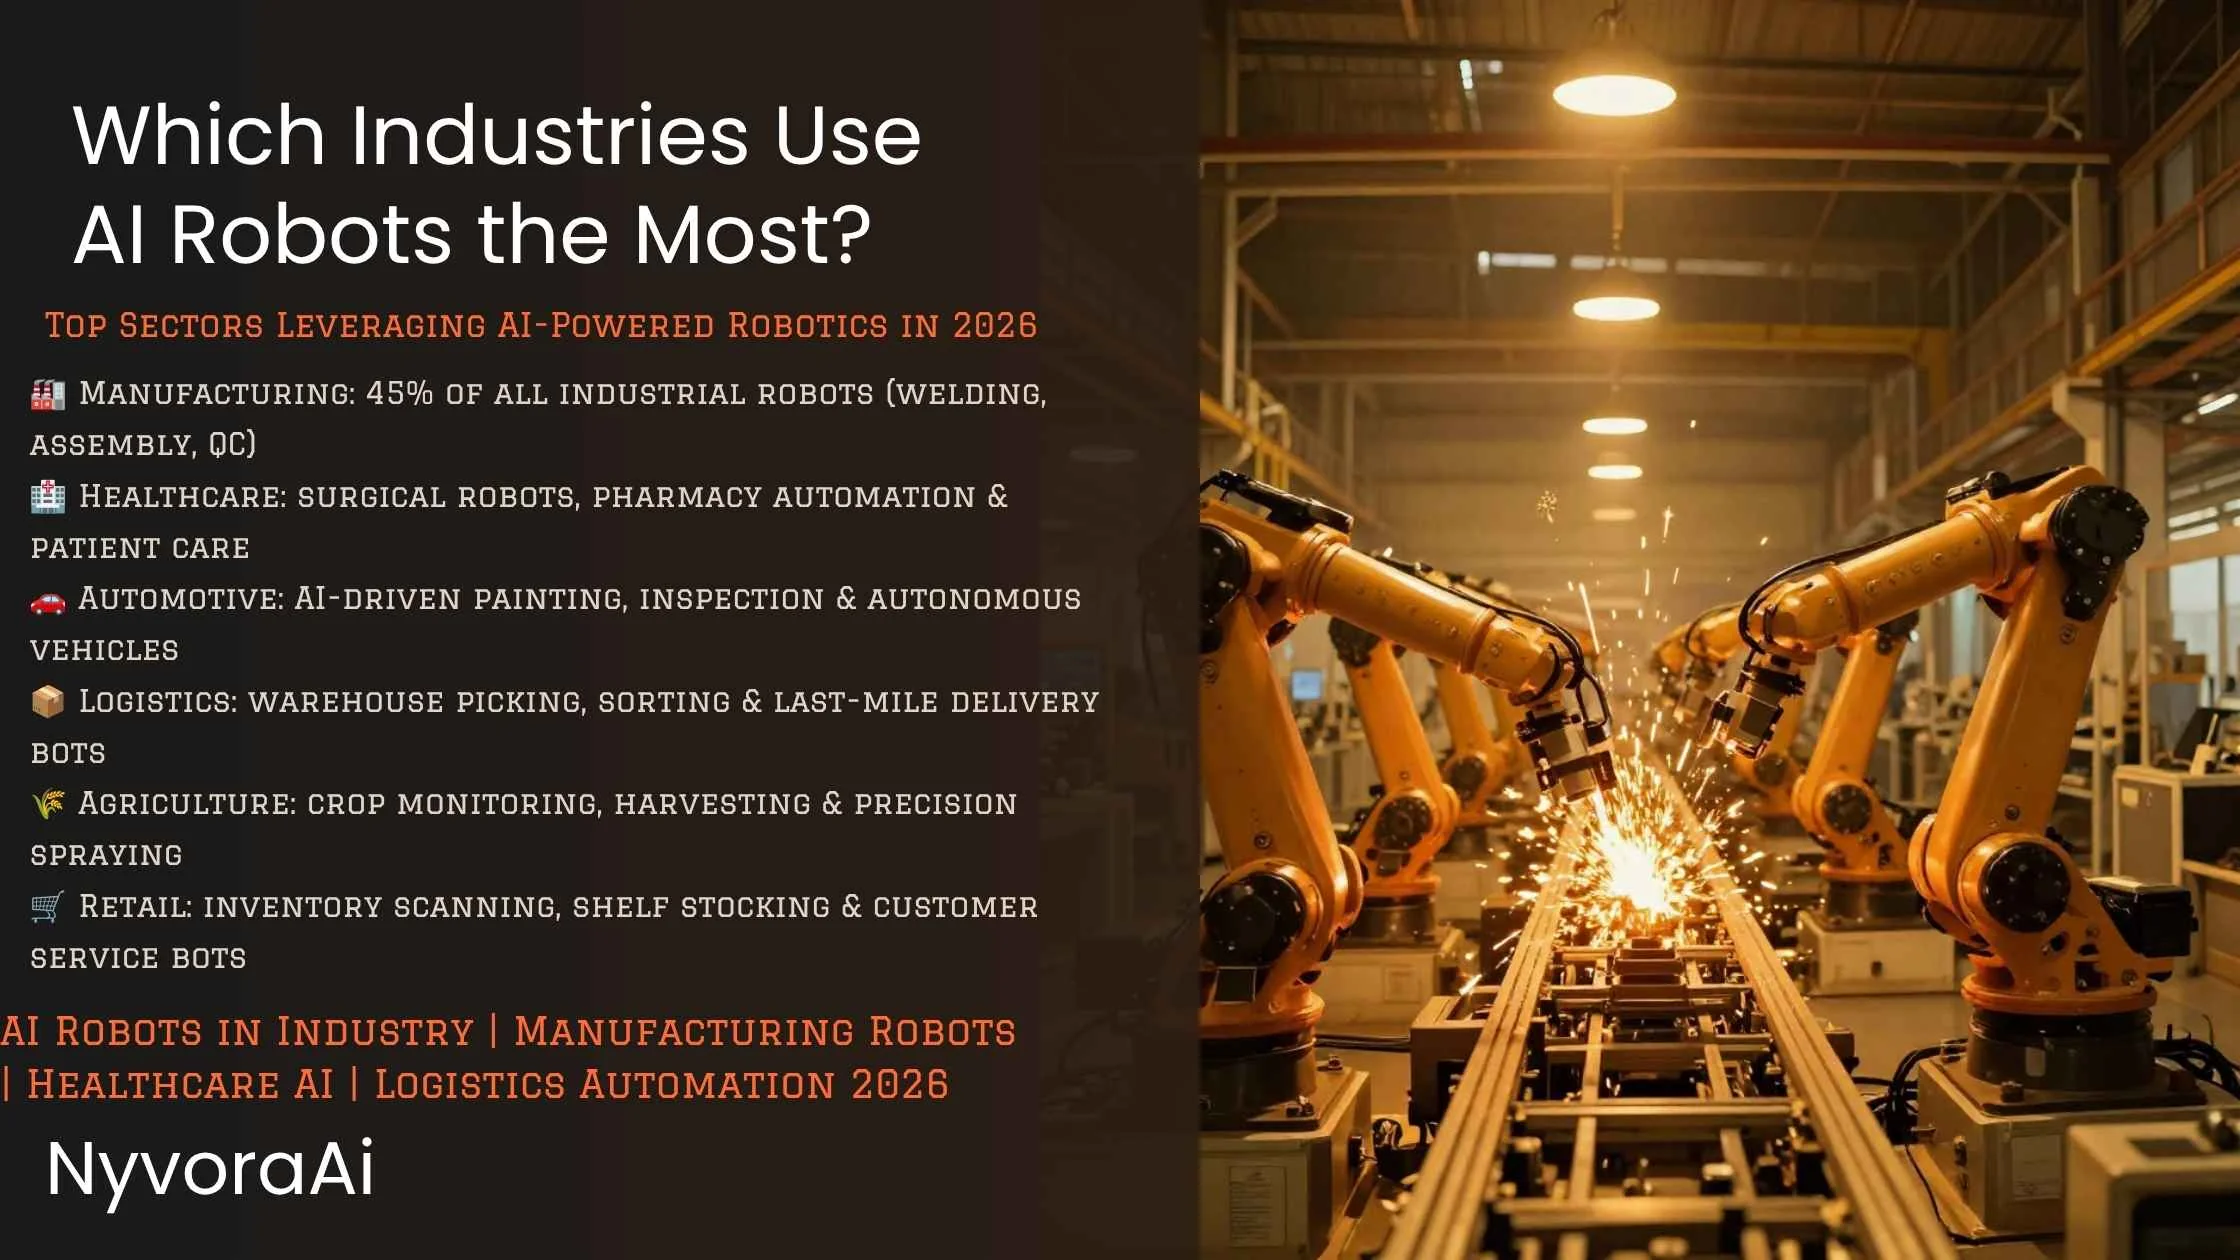 Which Industries Use
AI Robots the Most?
Top Sectors Leveraging AI-Powered Robotics in 2026
🏭 Manufacturing: 45% of all industrial robots (welding,
assembly, QC)
🏥 Healthcare: surgical robots, pharmacy automation &
patient care
🚗 Automotive: AI-driven painting, inspection & autonomous
vehicles
📦 Logistics: warehouse picking, sorting & last-mile delivery
bots
🌾 Agriculture: crop monitoring, harvesting & precision
spraying
🛒 Retail: inventory scanning, shelf stocking & customer
service bots
AI Robots in Industry | Manufacturing Robots
| Healthcare AI | Logistics Automation 2026
NyvoraAi